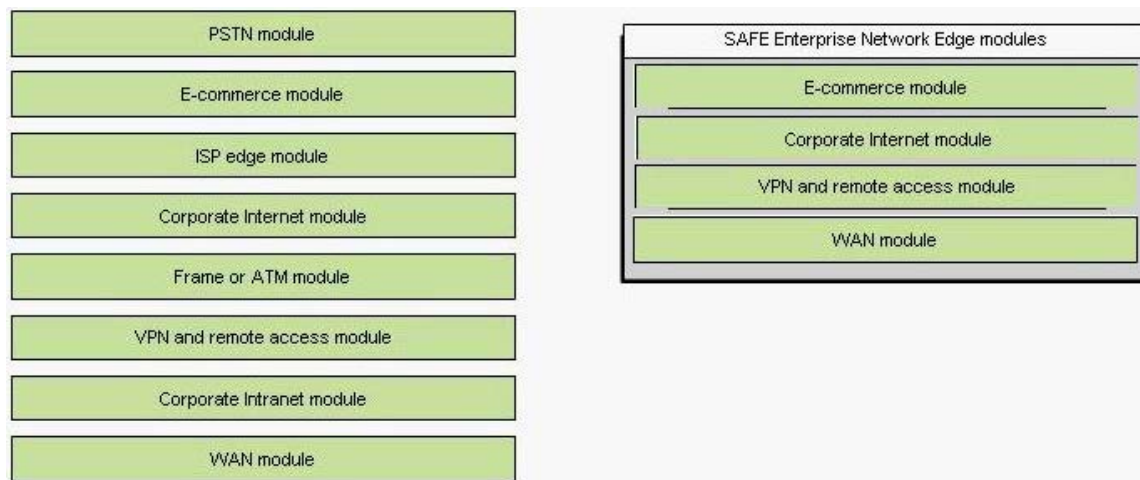 PSTN module
E-commerce module
ISP edge module
Corporate Internet module
Frame or ATM module
VPN and remote access module
Corporate Intranet module
WAN module
SAFE Enterprise Network Edge modules
E-commerce module
Corporate Internet module
VPN and remote access module
WAN module